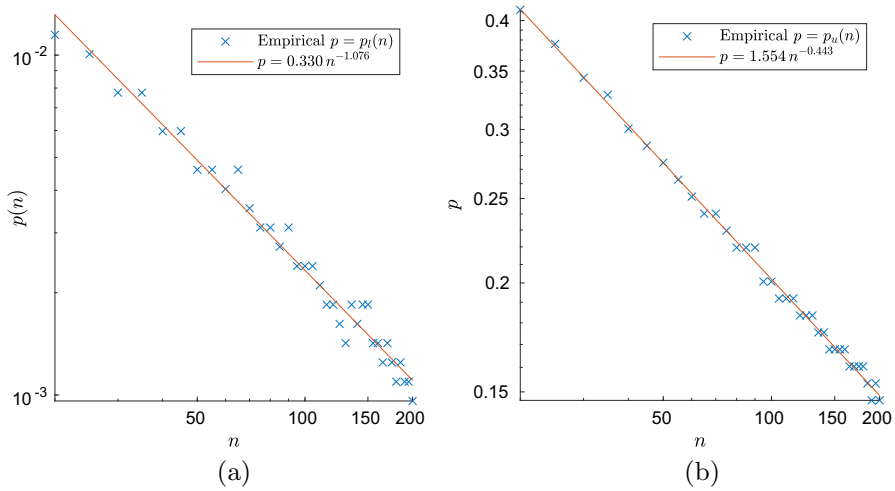 Empirical p = p_l(n)
p = 0.330 n^{-1.076}
10^{-2}
10^{-3}
p(n)
50 100 150 200
n
(a)
Empirical p = p_u(n)
p = 1.554 n^{-0.443}
0.4
0.35
0.3
0.25
0.2
0.15
p
50 100 150 200
n
(b)